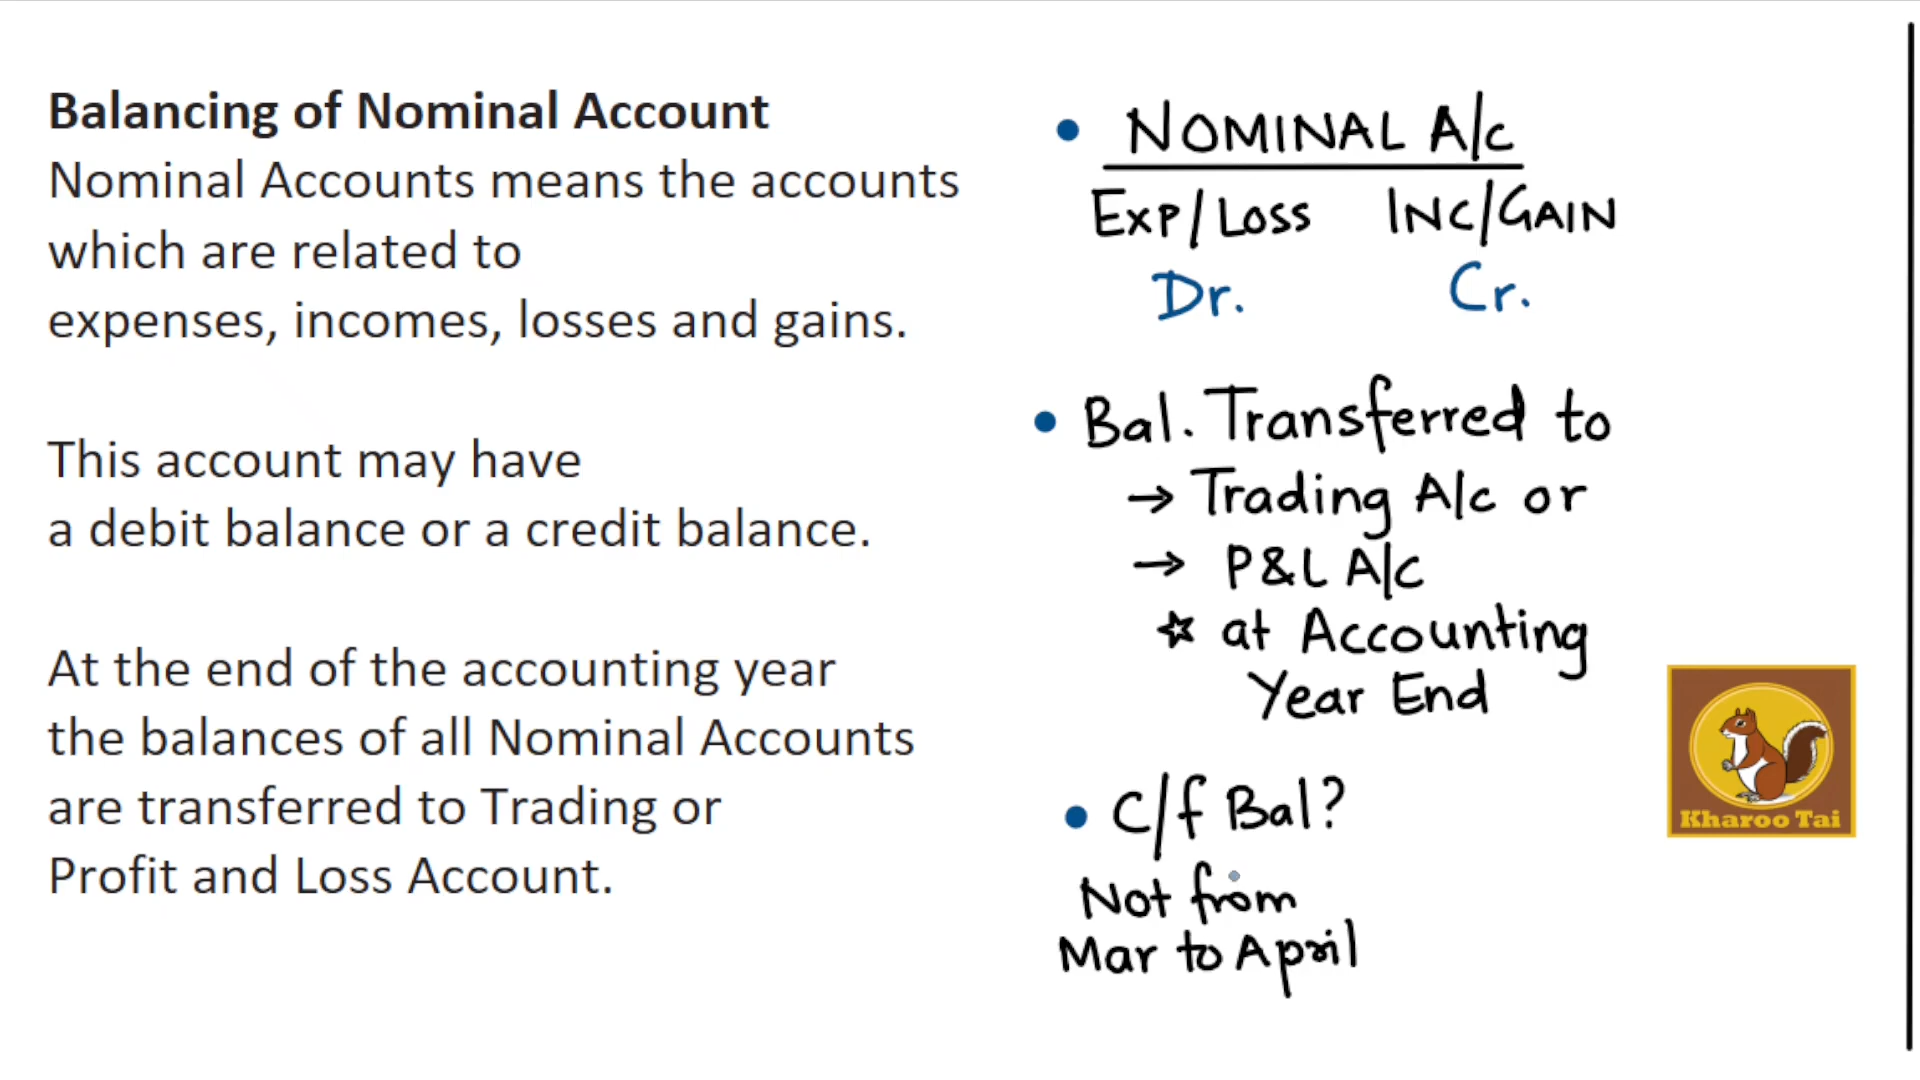 Balancing of Nominal Account
Nominal Accounts means the accounts
which are related to
expenses, incomes, losses and gains.
This account may have
a debit balance or a credit balance.
At the end of the accounting year
the balances of all Nominal Accounts
are transferred to Trading or
Profit and Loss Account.
• NOMINAL A/c
Exp/Loss INC/GAIN
Dr. Cr.
• Bal. Transferred to
→ Trading A/c or
→ P&L A/c
☆ at Accounting
Year End
• C/f Bal?
Not from
Mar to April
Kharoo Tai